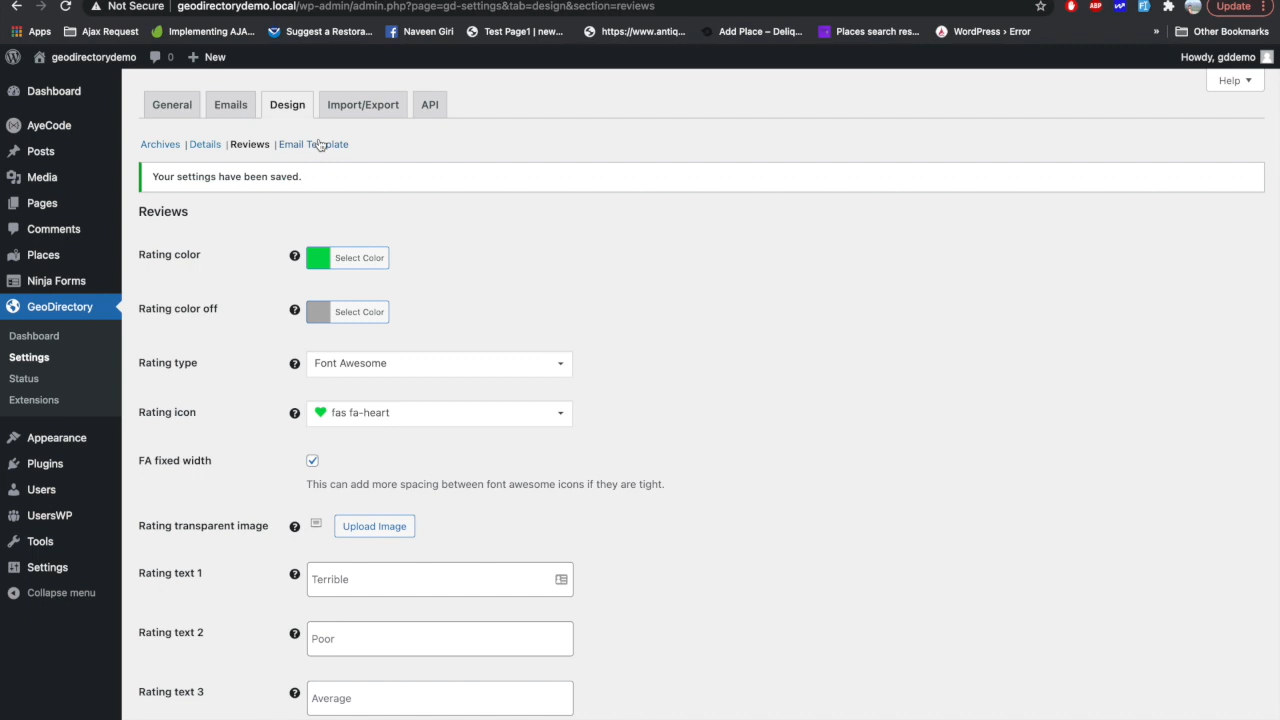 Not Secure geodirectorydemo.local/wp-admin/admin.php?page=gd-settings&tab=design&section=reviews ABP Update
Apps Ajax Request Implementing AJA... Suggest a Restora... Naveen Giri Test Page1 | new... https://www.antiq... Add Place – Deliq... Places search res... WordPress › Error » Other Bookmarks
geodirectorydemo 0 New Howdy, gddemo
Help
Dashboard
AyeCode
Posts
Media
Pages
Comments
Places
Ninja Forms
GeoDirectory
Dashboard
Settings
Status
Extensions
Appearance
Plugins
Users
UsersWP
Tools
Settings
Collapse menu
General Emails Design Import/Export API
Archives | Details | Reviews | Email Template
Your settings have been saved.
Reviews
Rating color Select Color
Rating color off Select Color
Rating type Font Awesome
Rating icon fas fa-heart
FA fixed width
This can add more spacing between font awesome icons if they are tight.
Rating transparent image Upload Image
Rating text 1 Terrible
Rating text 2 Poor
Rating text 3 Average